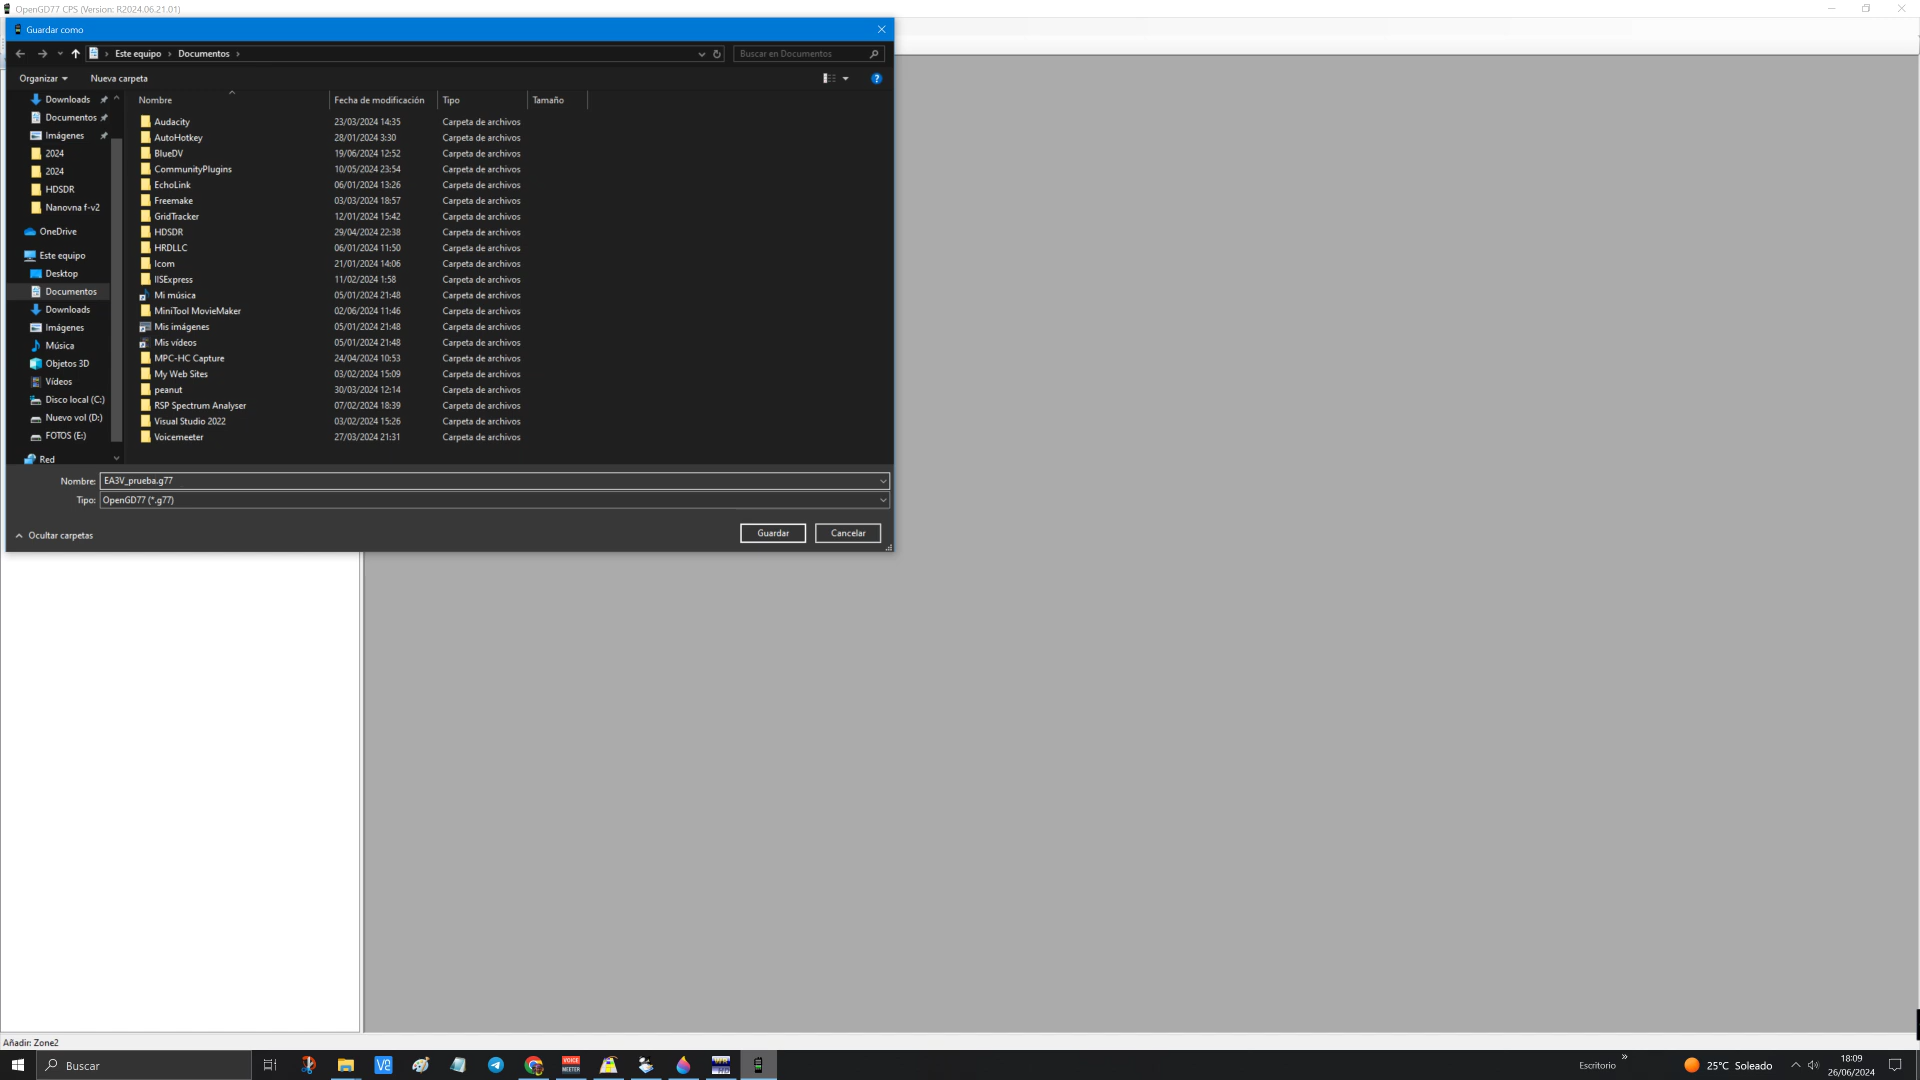 OpenGD77 CPS (Version: R2024.06.21.01)
Guardar como
Este equipo › Documentos ›
Buscar en Documentos
Organizar
Nueva carpeta
Nombre Fecha de modificación Tipo Tamaño
Downloads
Documentos
Imágenes
2024
2024
HDSDR
Nanovna f-v2
OneDrive
Este equipo
Desktop
Documentos
Downloads
Imágenes
Música
Objetos 3D
Vídeos
Disco local (C:)
Nuevo vol (D:)
FOTOS (E:)
Red
Audacity 23/03/2024 14:35 Carpeta de archivos
AutoHotkey 28/01/2024 3:30 Carpeta de archivos
BlueDV 19/06/2024 12:52 Carpeta de archivos
CommunityPlugins 10/05/2024 23:54 Carpeta de archivos
EchoLink 06/01/2024 13:26 Carpeta de archivos
Freemake 03/03/2024 18:57 Carpeta de archivos
GridTracker 12/01/2024 15:42 Carpeta de archivos
HDSDR 29/04/2024 22:38 Carpeta de archivos
HRDLLC 06/01/2024 11:50 Carpeta de archivos
Icom 21/01/2024 14:06 Carpeta de archivos
IISExpress 11/02/2024 1:58 Carpeta de archivos
Mi música 05/01/2024 21:48 Carpeta de archivos
MiniTool MovieMaker 02/06/2024 11:46 Carpeta de archivos
Mis imágenes 05/01/2024 21:48 Carpeta de archivos
Mis vídeos 05/01/2024 21:48 Carpeta de archivos
MPC-HC Capture 24/04/2024 10:53 Carpeta de archivos
My Web Sites 03/02/2024 15:09 Carpeta de archivos
peanut 30/03/2024 12:14 Carpeta de archivos
RSP Spectrum Analyser 07/02/2024 18:39 Carpeta de archivos
Visual Studio 2022 03/02/2024 15:26 Carpeta de archivos
Voicemeeter 27/03/2024 21:31 Carpeta de archivos
Nombre: EA3V_prueba.g77
Tipo: OpenGD77 (*.g77)
Ocultar carpetas
Guardar
Cancelar
Añadir: Zone2
Buscar
V2
VOICE
MEETER
Escritorio
25°C Soleado
18:09
26/06/2024